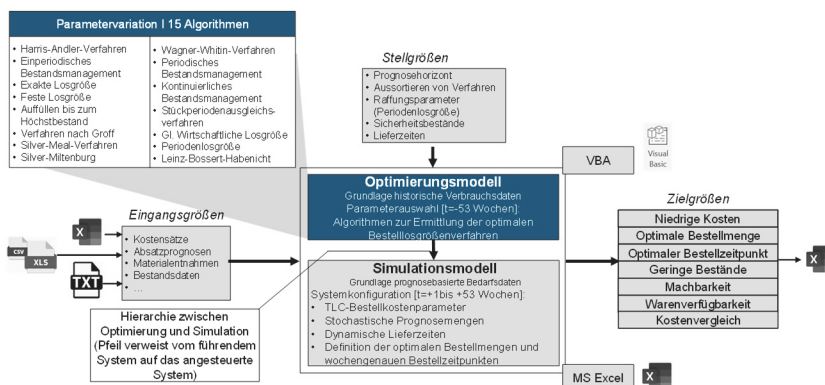 Parametervariation I 15 Algorithmen
• Harris-Andler-Verfahren
• Einperiodisches
Bestandsmanagement
• Exakte Losgröße
• Feste Losgröße
• Auffüllen bis zum
Höchstbestand
• Verfahren nach Groff
• Silver-Meal-Verfahren
• Silver-Miltenburg
• Wagner-Whitin-Verfahren
• Periodisches
Bestandsmanagement
• Kontinuierliches
Bestandsmanagement
• Stückperiodenausgleichs-
verfahren
• Gl. Wirtschaftliche Losgröße
• Periodenlosgröße
• Leinz-Bossert-Habenicht
Stellgrößen
• Prognosehorizont
• Aussortieren von Verfahren
• Raffungsparameter
(Periodenlosgröße)
• Sicherheitsbestände
• Lieferzeiten
VBA
Visual
Basic
Optimierungsmodell
Grundlage historische Verbrauchsdaten
Parameterauswahl [t=-53 Wochen]:
Algorithmen zur Ermittlung der optimalen
Bestelllosgrößenverfahren
Eingangsgrößen
X
CSV
XLS
TXT
• Kostensätze
• Absatzprognosen
• Materialentnahmen
• Bestandsdaten
• ...
Simulationsmodell
Grundlage prognosebasierte Bedarfsdaten
Systemkonfiguration [t=+1bis +53 Wochen]:
• TLC-Bestellkostenparameter
• Stochastische Prognosemengen
• Dynamische Lieferzeiten
• Definition der optimalen Bestellmengen und
wochengenauen Bestellzeitpunkten
Hierarchie zwischen
Optimierung und Simulation
(Pfeil verweist vom führendem
System auf das angesteuerte
System)
MS Excel
X
Zielgrößen
Niedrige Kosten
Optimale Bestellmenge
Optimaler Bestellzeitpunkt
Geringe Bestände
Machbarkeit
Warenverfügbarkeit
Kostenvergleich
X